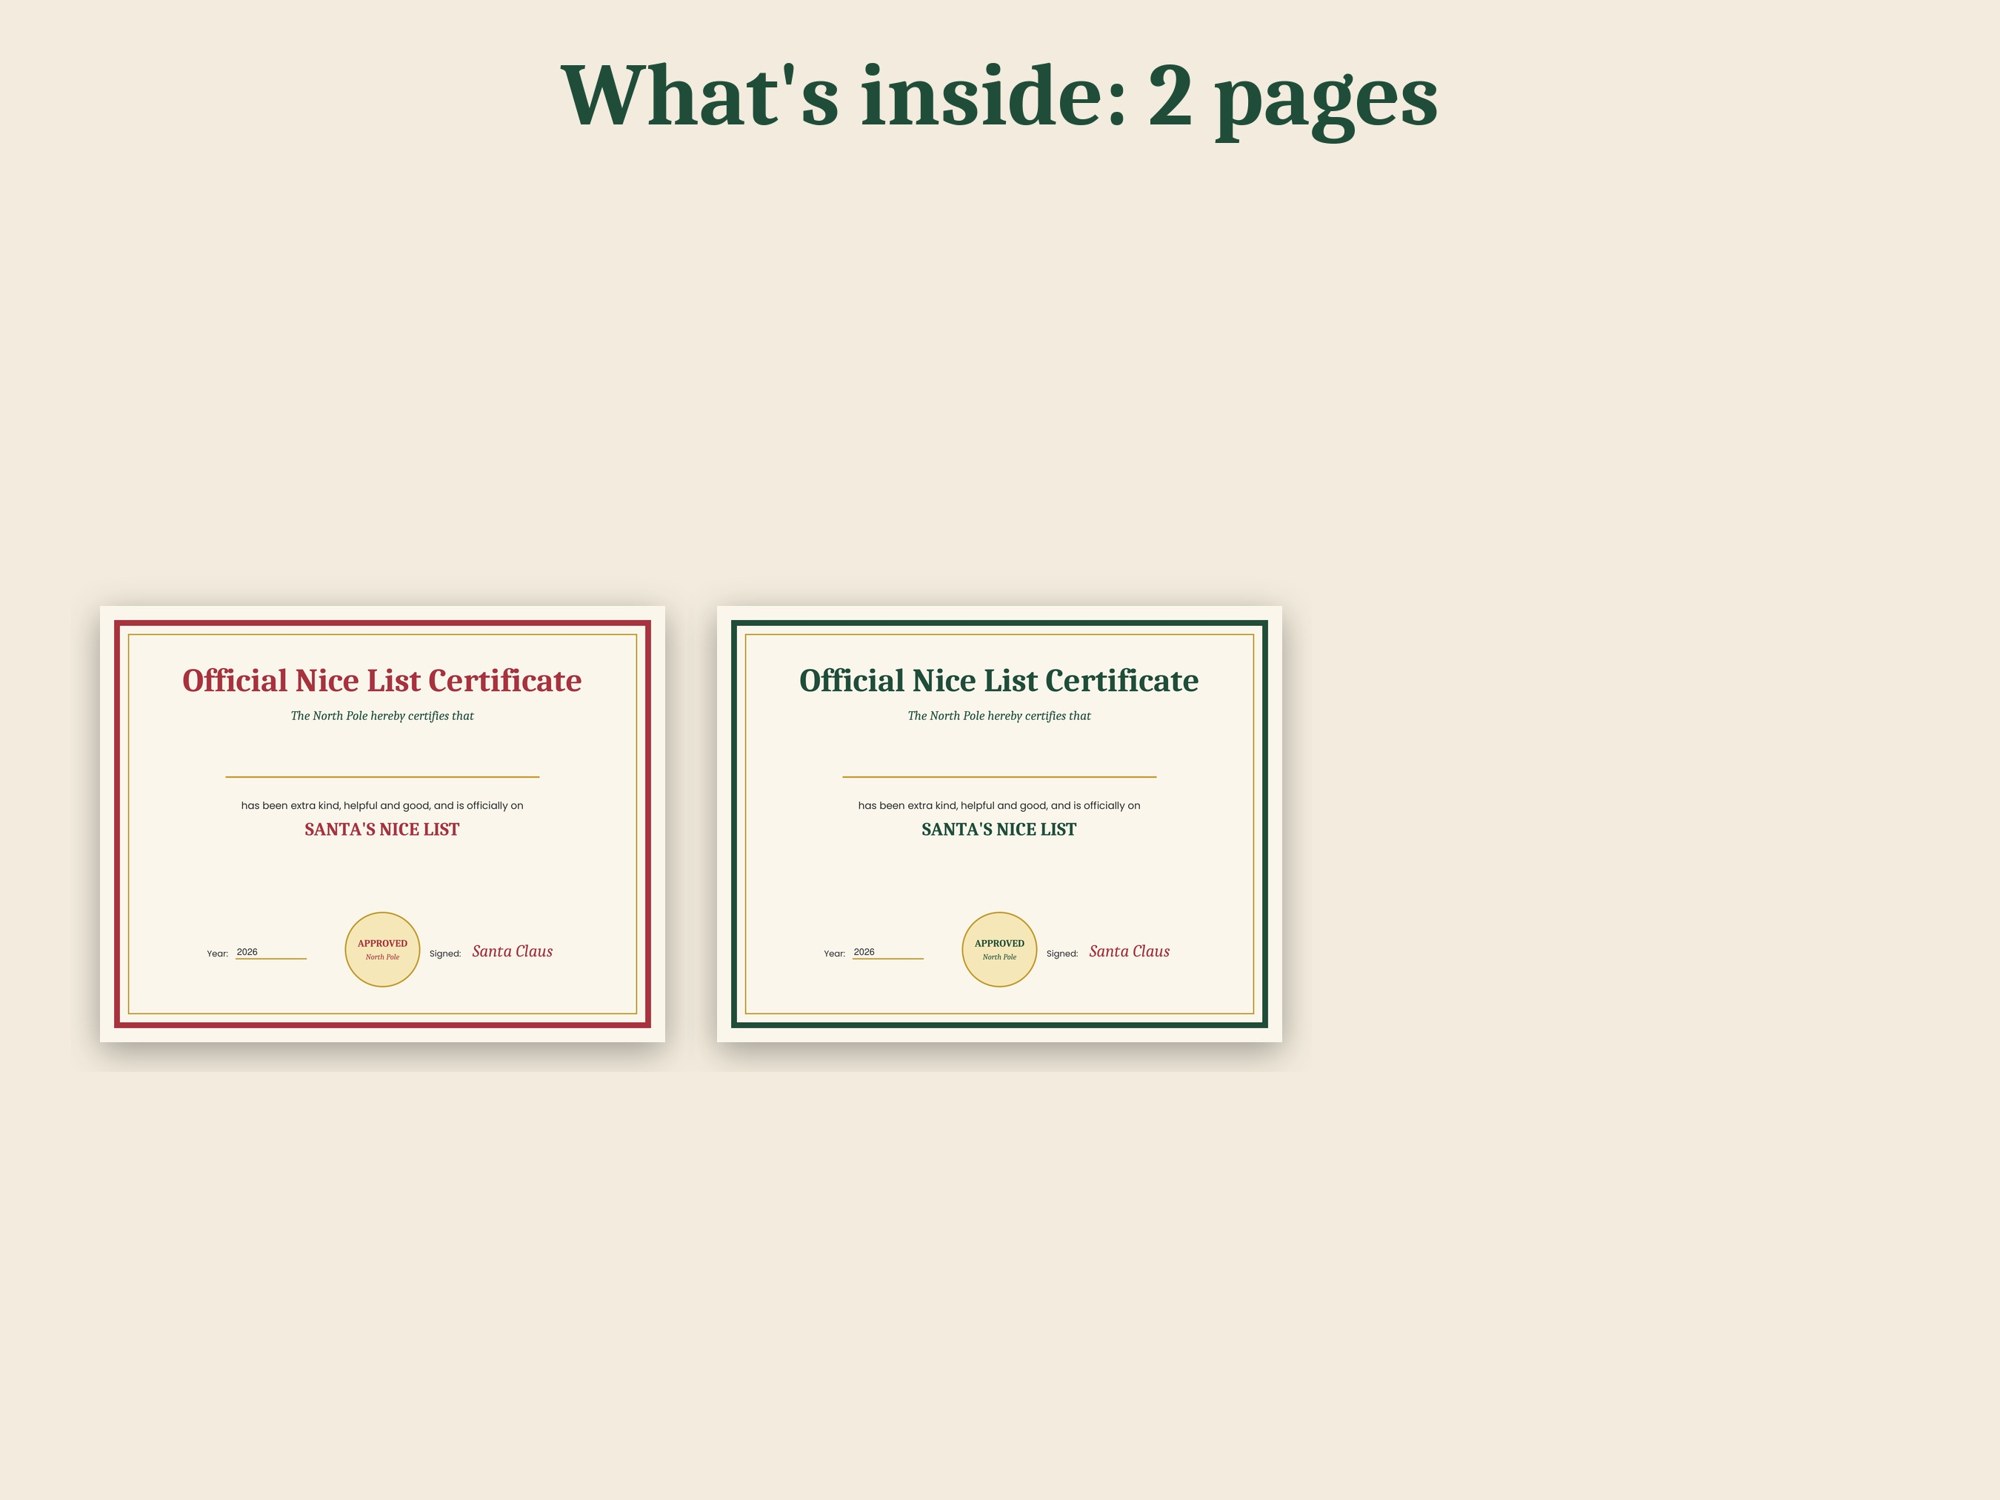 What's inside: 2 pages
Official Nice List Certificate
The North Pole hereby certifies that
has been extra kind, helpful and good, and is officially on
SANTA'S NICE LIST
Year: 2026
APPROVED
North Pole
Signed: Santa Claus
Official Nice List Certificate
The North Pole hereby certifies that
has been extra kind, helpful and good, and is officially on
SANTA'S NICE LIST
Year: 2026
APPROVED
North Pole
Signed: Santa Claus